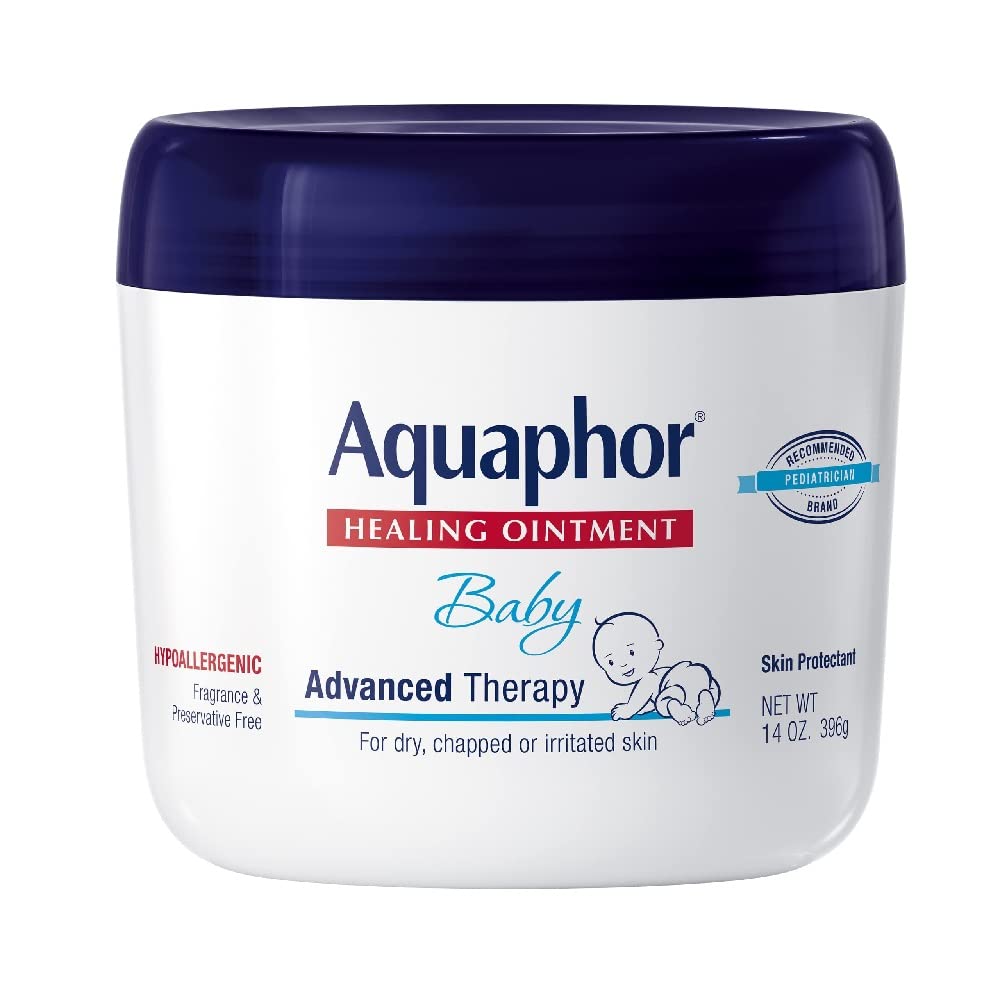 Aquaphor®
HEALING OINTMENT
Baby
Advanced Therapy
For dry, chapped or irritated skin
HYPOALLERGENIC
Fragrance &
Preservative Free
RECOMMENDED
PEDIATRICIAN
BRAND
Skin Protectant
NET WT
14 OZ. 396g